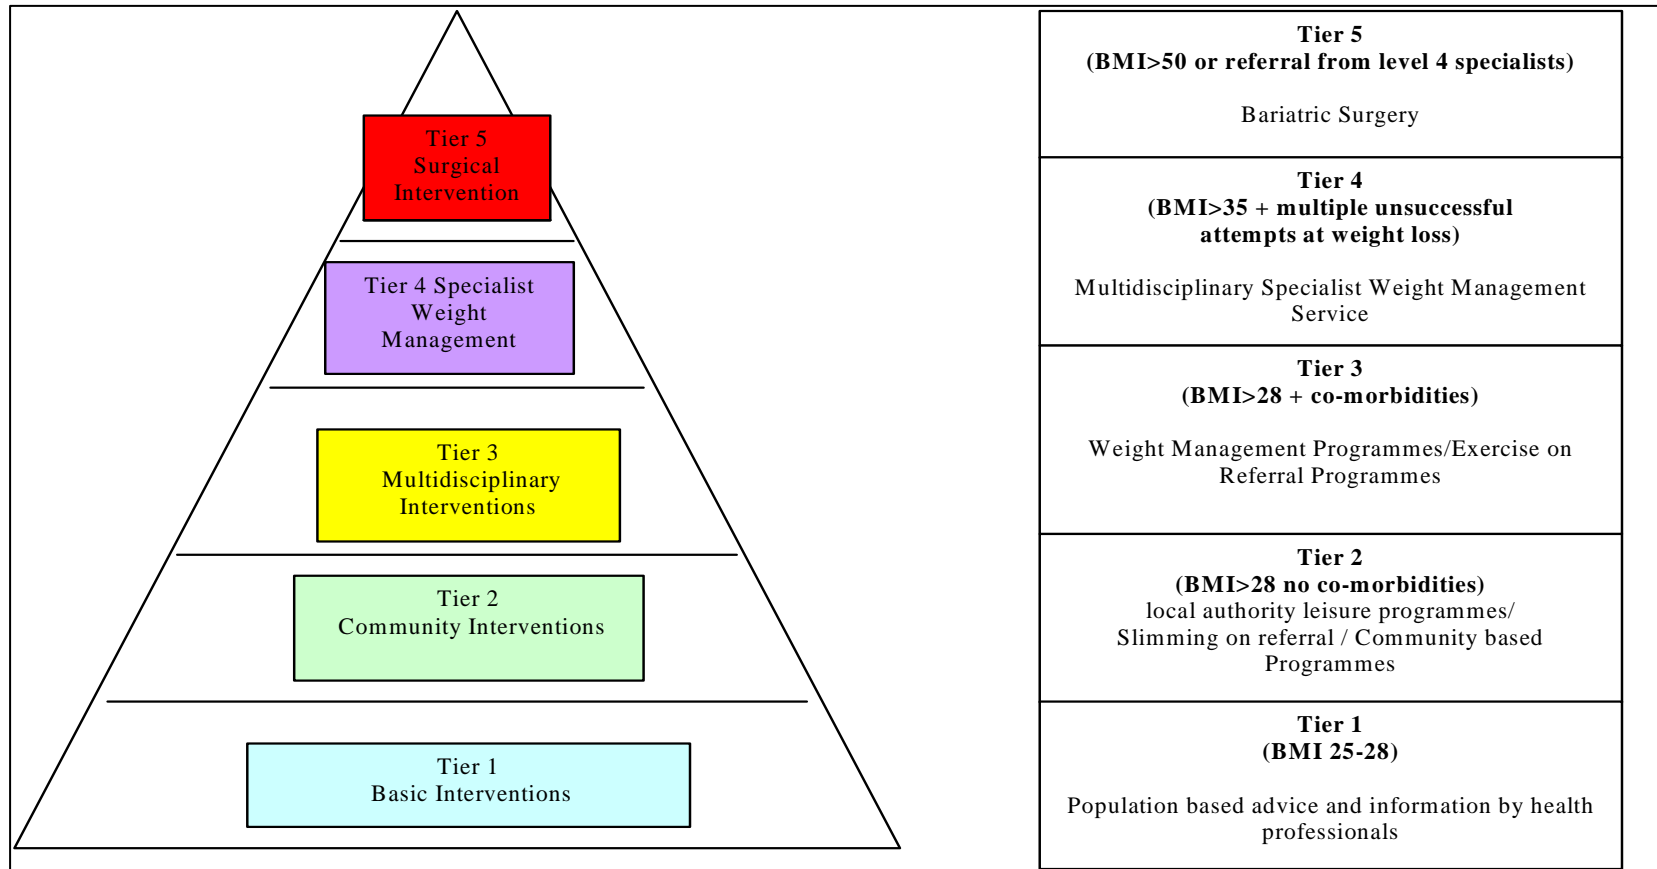 Tier 5
Surgical
Intervention
Tier 4 Specialist
Weight
Management
Tier 3
Multidisciplinary
Interventions
Tier 2
Community Interventions
Tier 1
Basic Interventions
Tier 5
(BMI>50 or referral from level 4 specialists)
Bariatric Surgery
Tier 4
(BMI>35 + multiple unsuccessful
attempts at weight loss)
Multidisciplinary Specialist Weight Management
Service
Tier 3
(BMI>28 + co-morbidities)
Weight Management Programmes/Exercise on
Referral Programmes
Tier 2
(BMI>28 no co-morbidities)
local authority leisure programmes/
Slimming on referral / Community based
Programmes
Tier 1
(BMI 25-28)
Population based advice and information by health
professionals